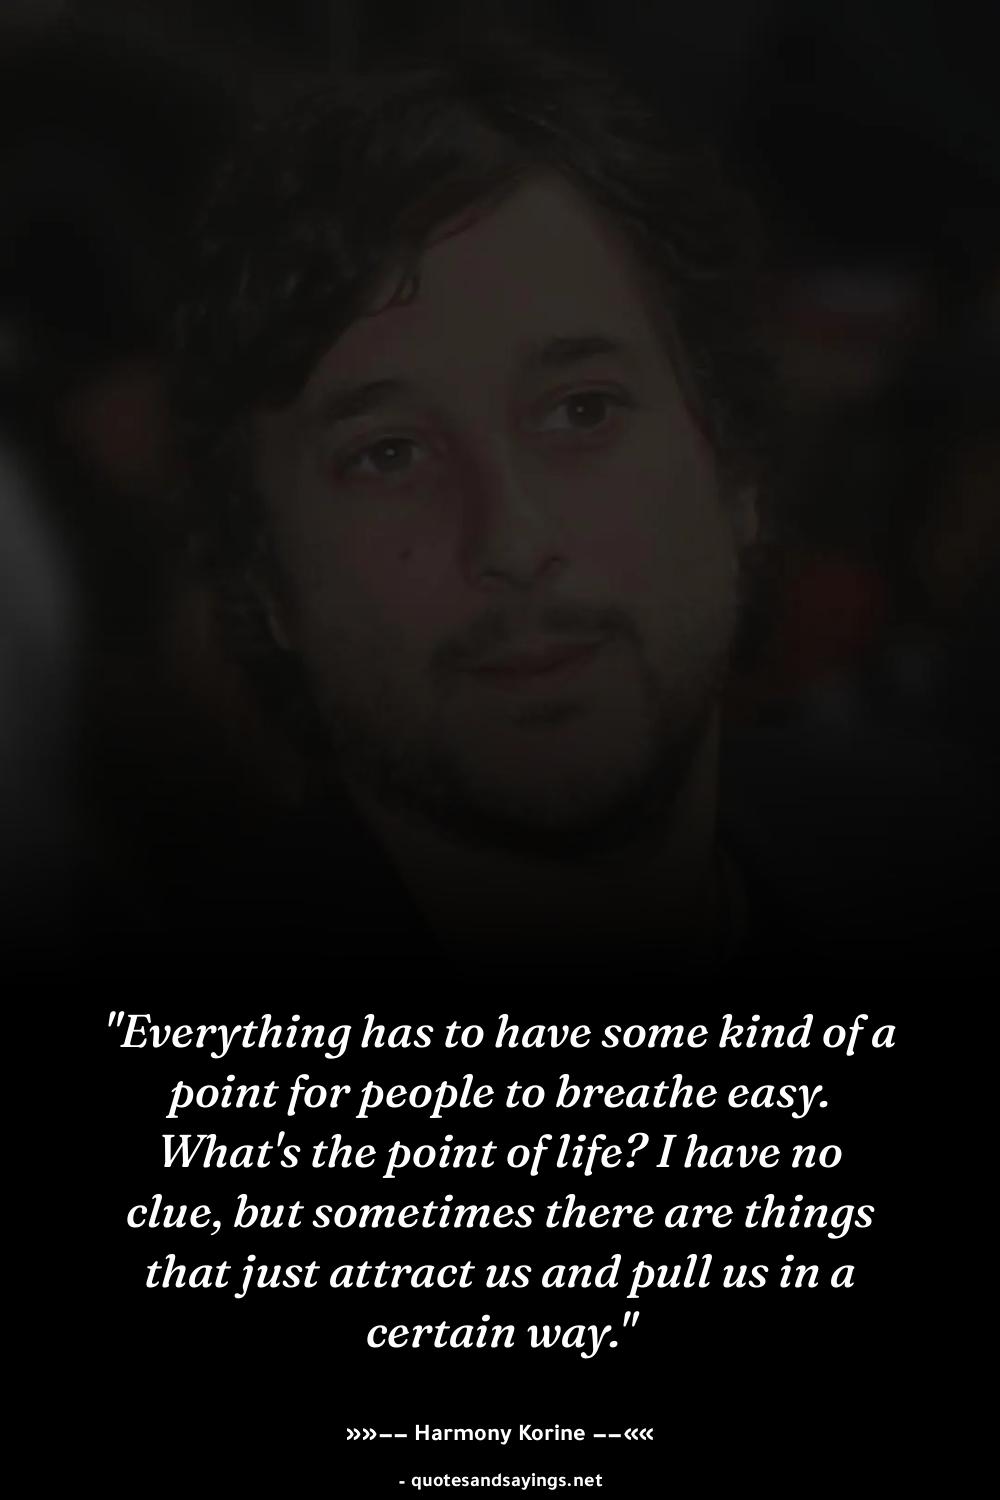 "Everything has to have some kind of a
point for people to breathe easy.
What's the point of life? I have no
clue, but sometimes there are things
that just attract us and pull us in a
certain way."
»»−− Harmony Korine −−««
- quotesandsayings.net